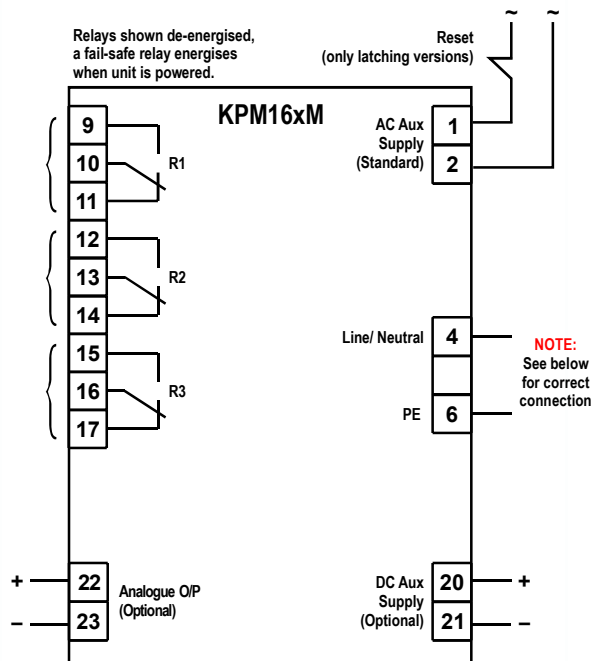 ~ ~
Relays shown de-energised,
a fail-safe relay energises
when unit is powered.
Reset
(only latching versions)
KPM16xM
9
10
11
R1
12
13
14
R2
15
16
17
R3
AC Aux
Supply
(Standard)
1
2
Line/ Neutral
4
PE
6
NOTE:
See below
for correct
connection
+ 22
– 23
Analogue O/P
(Optional)
DC Aux
Supply
(Optional)
20 +
21 –